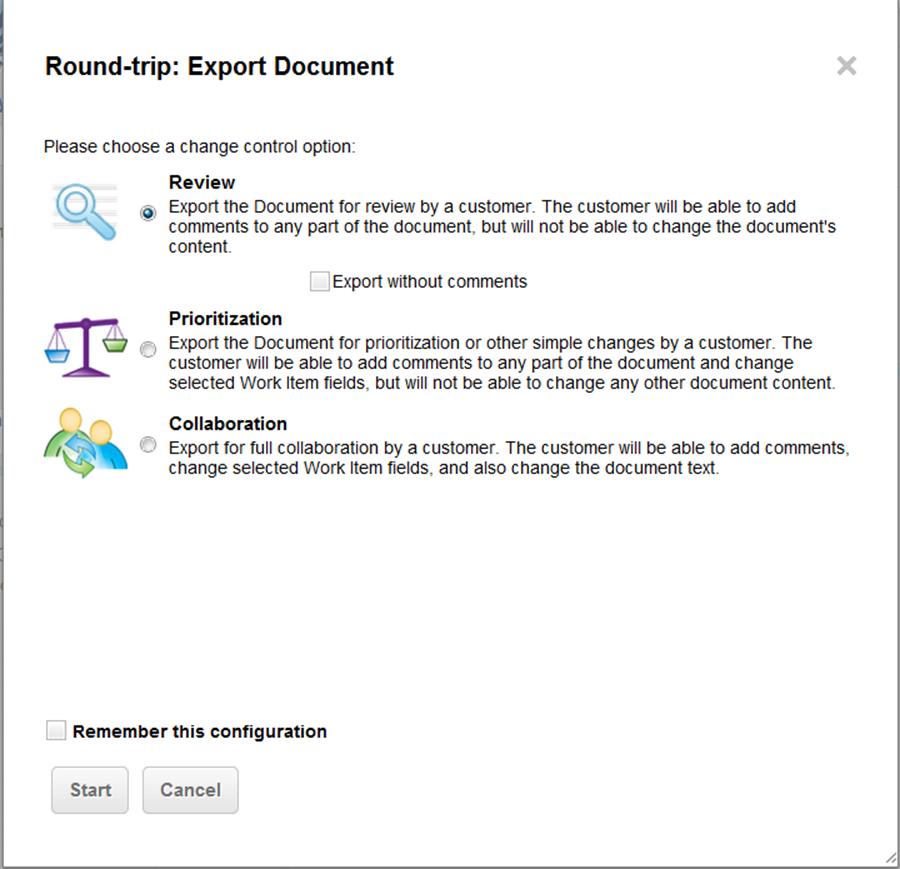 Round-trip: Export Document
Please choose a change control option:
Review
Export the Document for review by a customer. The customer will be able to add
comments to any part of the document, but will not be able to change the document's
content.
Export without comments
Prioritization
Export the Document for prioritization or other simple changes by a customer. The
customer will be able to add comments to any part of the document and change
selected Work Item fields, but will not be able to change any other document content.
Collaboration
Export for full collaboration by a customer. The customer will be able to add comments,
change selected Work Item fields, and also change the document text.
Remember this configuration
Start
Cancel